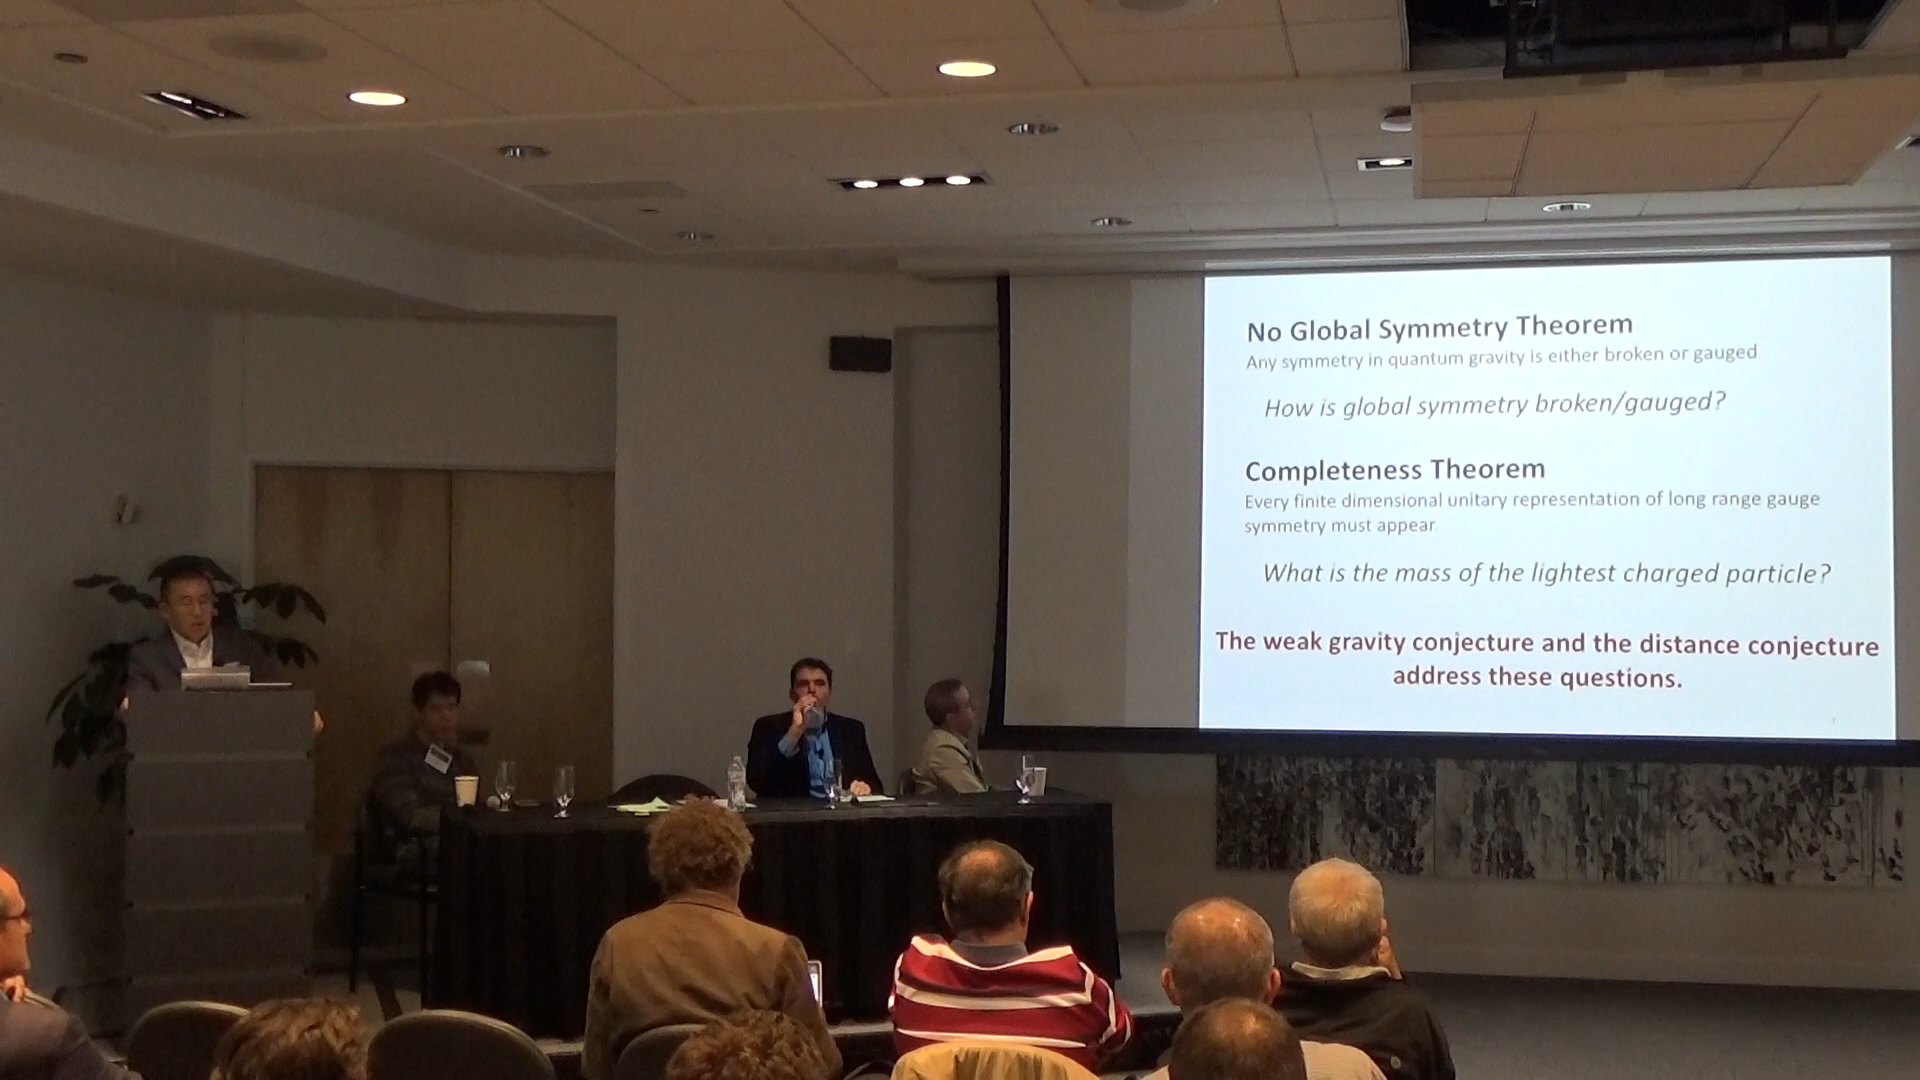 No Global Symmetry Theorem
Any symmetry in quantum gravity is either broken or gauged.
How is global symmetry broken/gauged?
Completeness Theorem
Every finite dimensional unitary representation of long range gauge
symmetry must appear.
What is the mass of the lightest charged particle?
The weak gravity conjecture and the distance conjecture
address these questions.